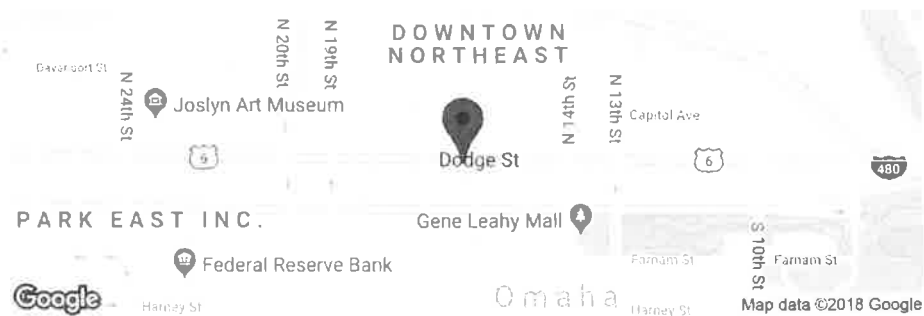 DOWNTOWN
NORTHEAST
N 20th St
N 19th St
Davenport St
N 24th St
Joslyn Art Museum
N 14th St
N 13th St
Capitol Ave
6
Dodge St
6
480
PARK EAST INC.
Gene Leahy Mall
S 10th St
Federal Reserve Bank
Farnam St
Farnam St
Google
Harney St
Omaha
Harney St
Map data ©2018 Google